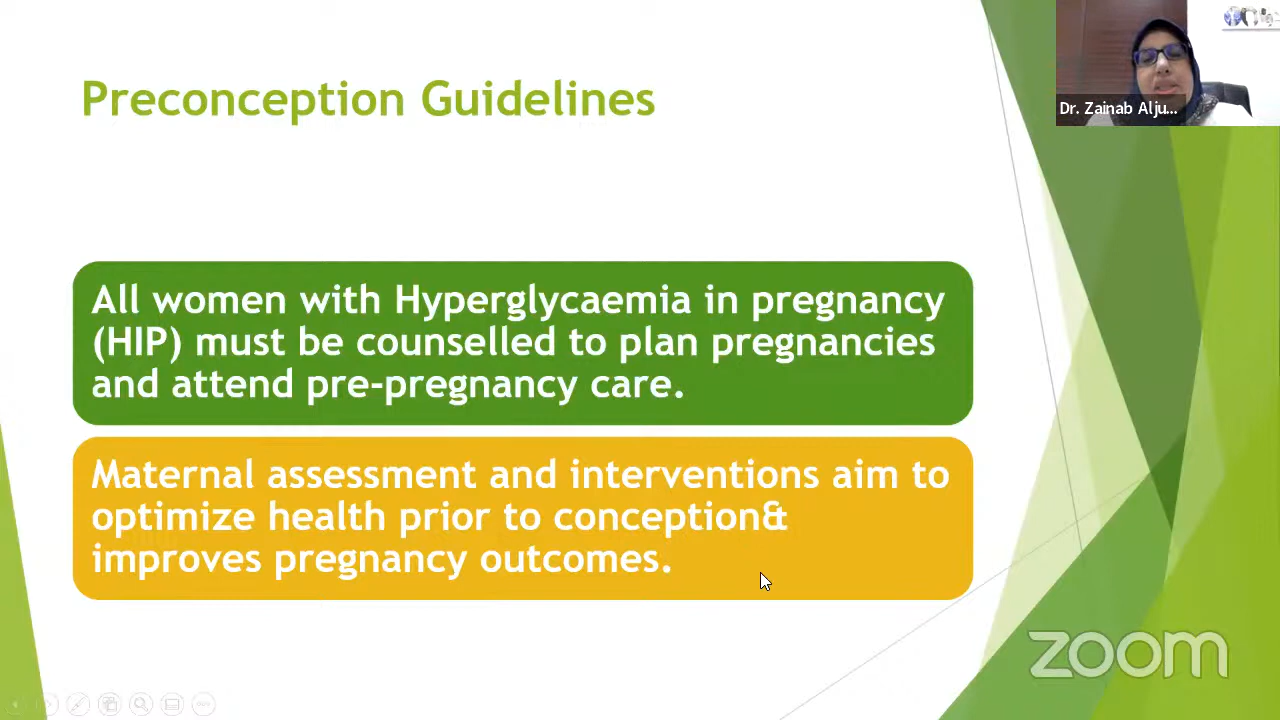 Preconception Guidelines
Dr. Zainab Alju...
All women with Hyperglycaemia in pregnancy
(HIP) must be counselled to plan pregnancies
and attend pre-pregnancy care.
Maternal assessment and interventions aim to
optimize health prior to conception&
improves pregnancy outcomes.
zoom